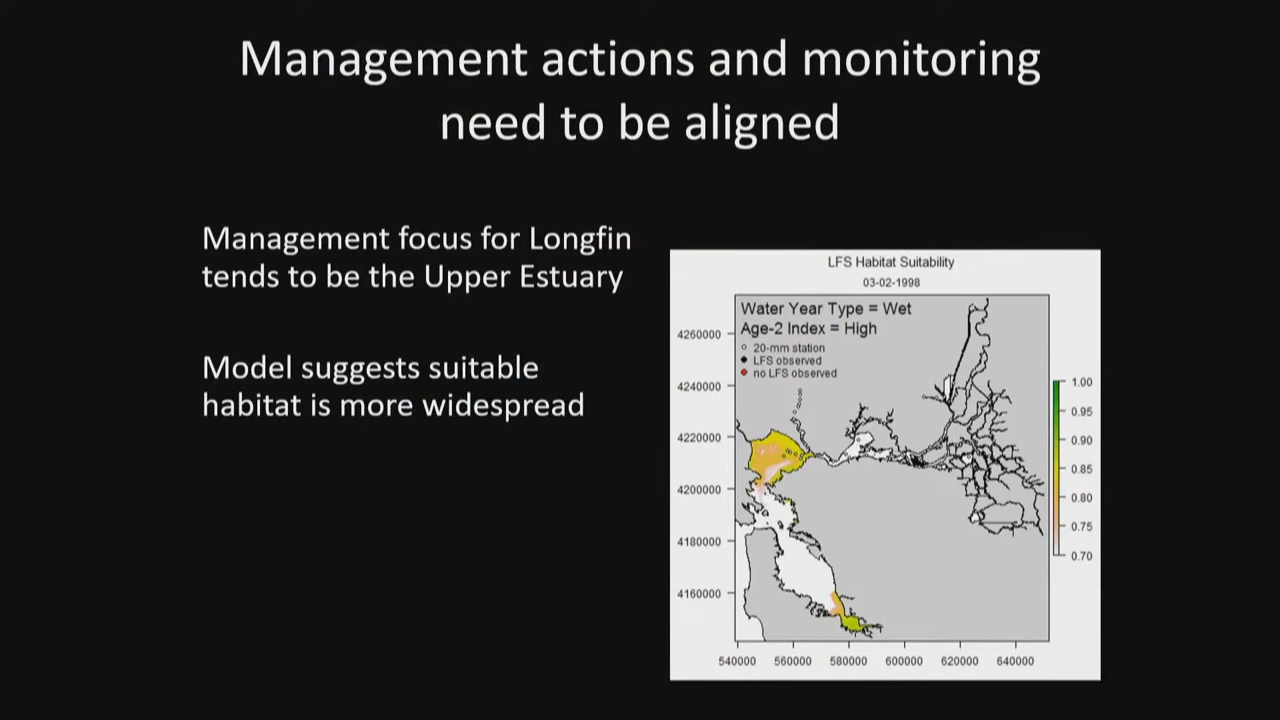 Management actions and monitoring
need to be aligned
Management focus for Longfin
tends to be the Upper Estuary
Model suggests suitable
habitat is more widespread
LFS Habitat Suitability
03-02-1998
Water Year Type = Wet
Age-2 Index = High
20-mm station
LFS observed
no LFS observed
4260000
4240000
4220000
4200000
4180000
4160000
540000 560000 580000 600000 620000 640000
1.00
0.95
0.90
0.85
0.80
0.75
0.70